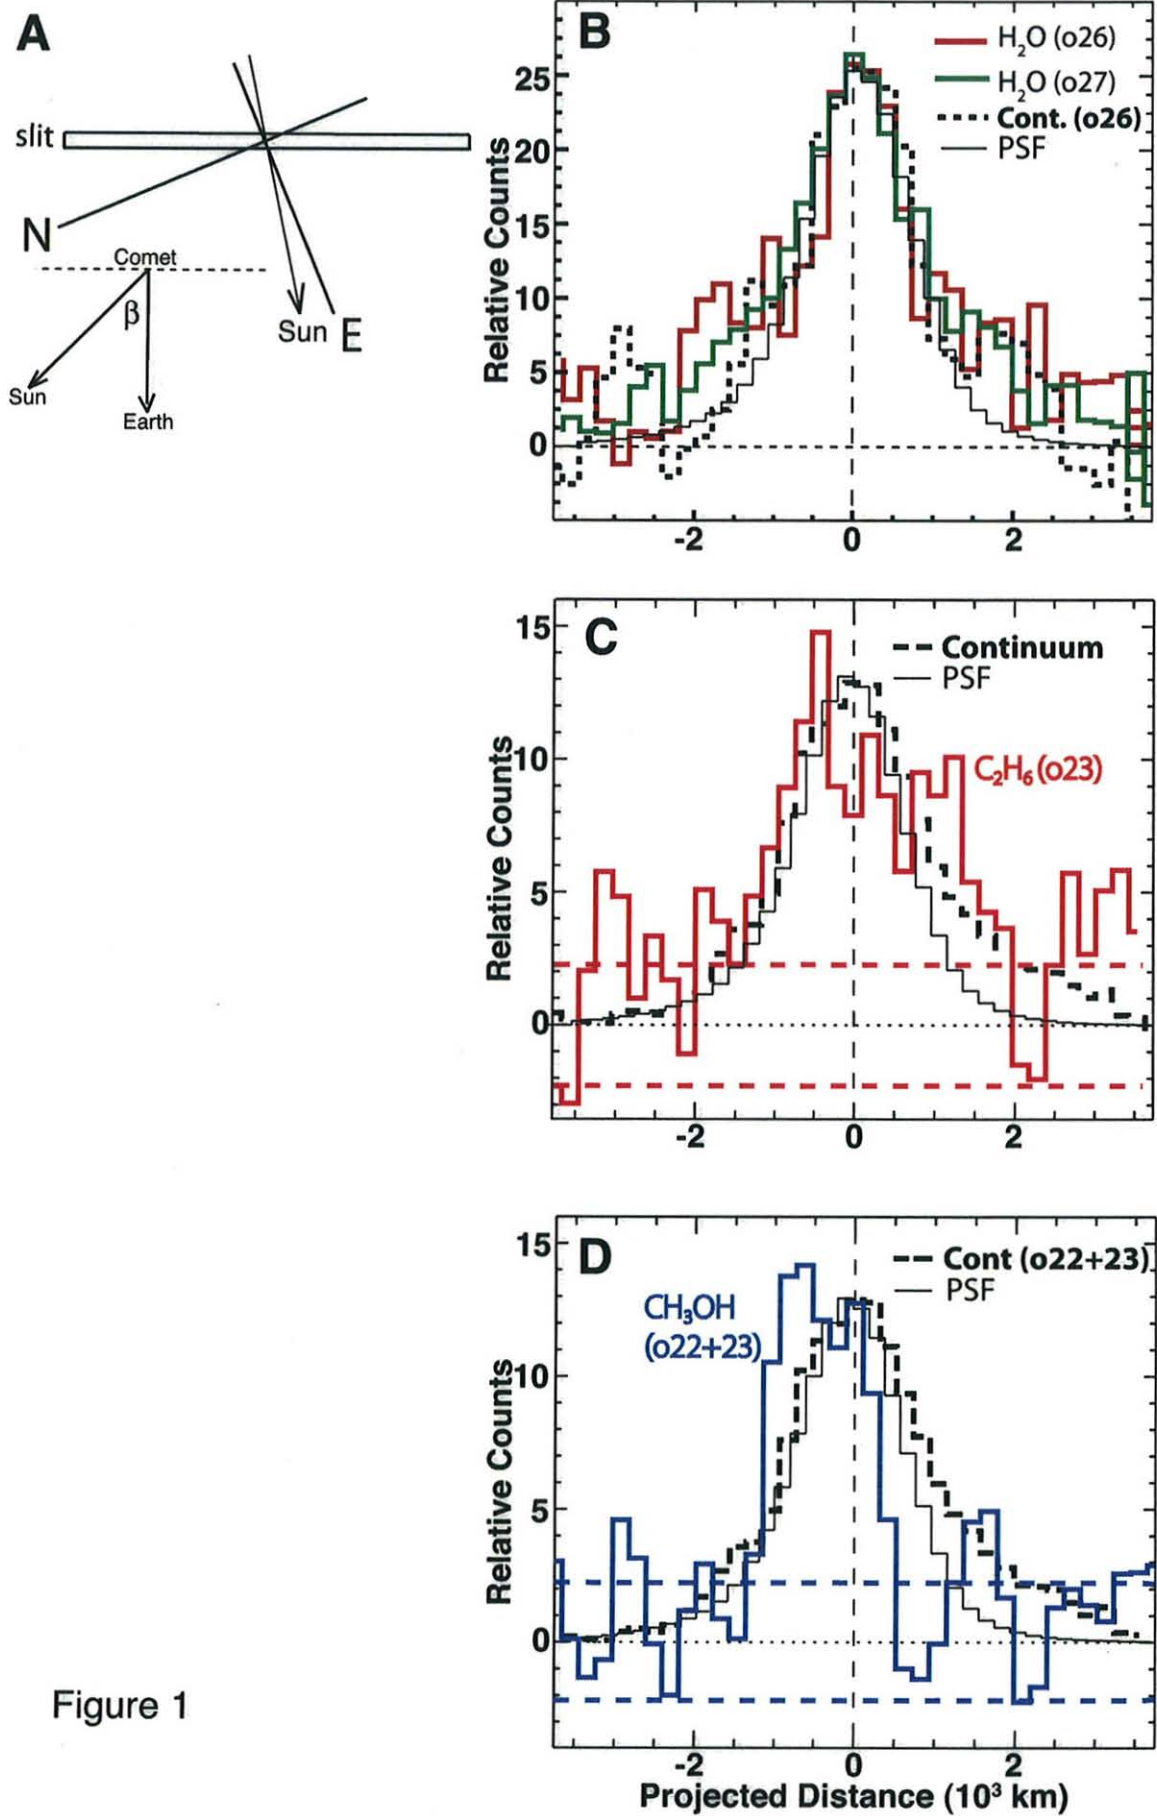 A
slit
N
Comet
β
Sun
Earth
Sun
E
B
H₂O (o26)
H₂O (o27)
Cont. (o26)
PSF
Relative Counts
25
20
15
10
5
0
-2
0
2
C
Continuum
PSF
C₂H₆ (o23)
Relative Counts
15
10
5
0
-2
0
2
D
Cont (o22+23)
PSF
CH₃OH
(o22+23)
Relative Counts
15
10
5
0
-2
0
2
Projected Distance (10³ km)
Figure 1